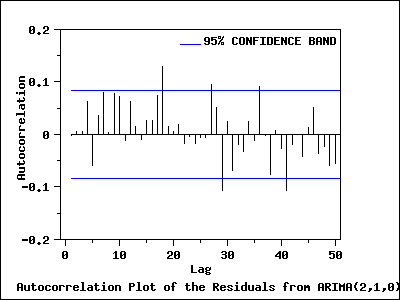 0.2
95% CONFIDENCE BAND
0.1
Autocorrelation
0
-0.1
-0.2
0 10 20 30 40 50
Lag
Autocorrelation Plot of the Residuals from ARIMA(2,1,0)